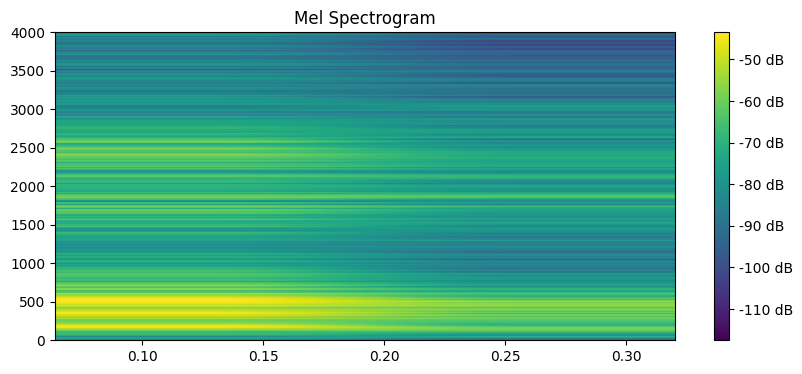 Mel Spectrogram
4000
3500
3000
2500
2000
1500
1000
500
0
0.10 0.15 0.20 0.25 0.30
-50 dB
-60 dB
-70 dB
-80 dB
-90 dB
-100 dB
-110 dB